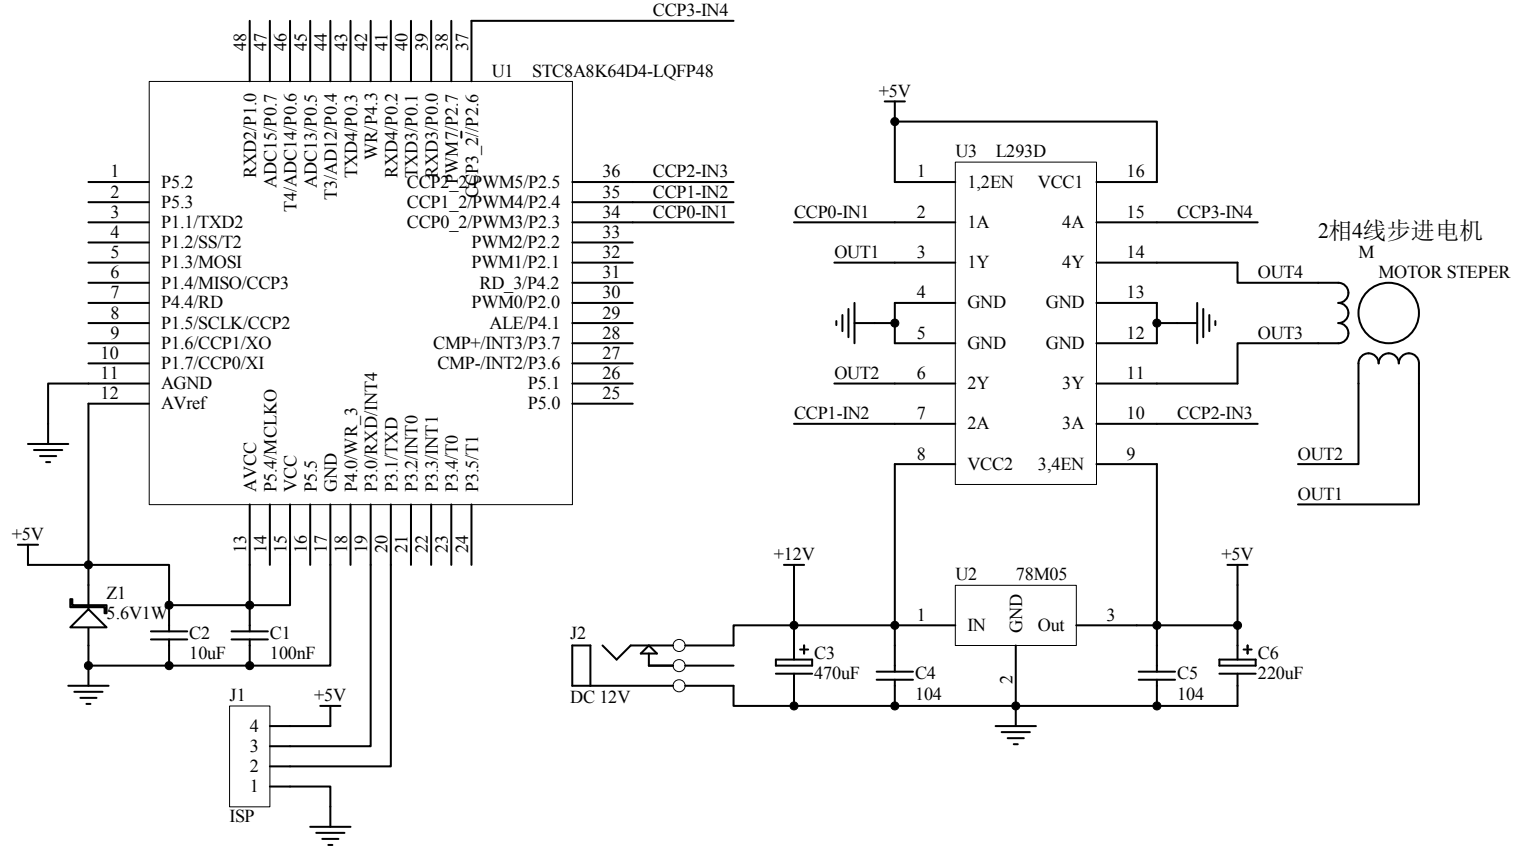 CCP3-IN4
48
47
46
45
44
43
42
41
40
39
38
37
U1 STC8A8K64D4-LQFP48
RXD2/P1.0
ADC15/P0.7
T4/ADC14/P0.6
ADC13/P0.5
T3/AD12/P0.4
TXD4/P0.3
WR/P4.3
RXD4/P0.2
TXD3/P0.1
RXD3/P0.0
PWM7/P2.7
1 P5.2
2 P5.3
3 P1.1/TXD2
4 P1.2/SS/T2
5 P1.3/MOSI
6 P1.4/MISO/CCP3
7 P4.4/RD
8 P1.5/SCLK/CCP2
9 P1.6/CCP1/XO
10 P1.7/CCP0/XI
11 AGND
12 AVref
CCP2_2/PWM5/P2.5 36 CCP2-IN3
CCP1_2/PWM4/P2.4 35 CCP1-IN2
CCP0_2/PWM3/P2.3 34 CCP0-IN1
PWM2/P2.2 33
PWM1/P2.1 32
RD_3/P4.2 31
PWM0/P2.0 30
ALE/P4.1 29
CMP+/INT3/P3.7 28
CMP-/INT2/P3.6 27
P5.1 26
P5.0 25
AVCC
P5.4/MCLKO
VCC
P5.5
GND
P4.0/WR_3
P3.0/RXD/INT4
P3.1/TXD
P3.2/INT0
P3.3/INT1
P3.4/T0
P3.5/T1
13
14
15
16
17
18
19
20
21
22
23
24
+5V
Z1
5.6V1W
C2
10uF
C1
100nF
J1
+5V
4
3
2
1
ISP
+5V
U3 L293D
1 1,2EN VCC1 16
CCP0-IN1 2 1A 4A 15 CCP3-IN4
OUT1 3 1Y 4Y 14
4 GND GND 13
5 GND GND 12
OUT2 6 2Y 3Y 11
CCP1-IN2 7 2A 3A 10 CCP2-IN3
8 VCC2 3,4EN 9
2相4线步进电机
M
MOTOR STEPER
OUT4
OUT3
OUT2
OUT1
+12V
U2 78M05
+5V
1 IN GND Out 3
2
J2
DC 12V
C3
470uF
C4
104
C5
104
C6
220uF